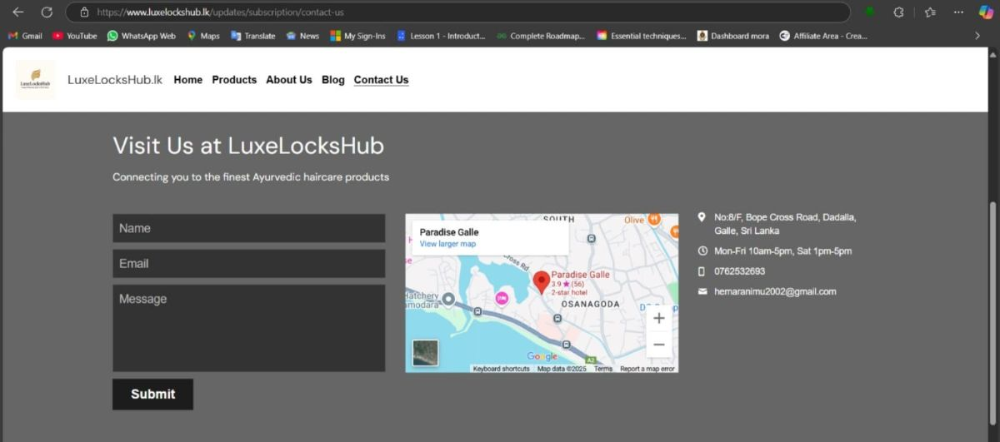 https://www.luxelockshub.lk/updates/subscription/contact-us
Gmail YouTube WhatsApp Web Maps Translate News My Sign-Ins Lesson 1 - Introduct... Complete Roadmap... Essential techniques... Dashboard mora Affiliate Area - Crea...
LuxeLocksHub
LuxeLocksHub.lk Home Products About Us Blog Contact Us
Visit Us at LuxeLocksHub
Connecting you to the finest Ayurvedic haircare products
Name
Email
Message
Submit
SOUTH
Olive
Paradise Galle
View larger map
Cross Rd
Paradise Galle
3.9 ★ (56)
2-star hotel
OSANAGODA
Hatchery
Google
A2
Keyboard shortcuts Map data ©2025 Terms Report a map error
No:8/F, Bope Cross Road, Dadalla,
Galle, Sri Lanka
Mon-Fri 10am-5pm, Sat 1pm-5pm
0762532693
hemaranimu2002@gmail.com